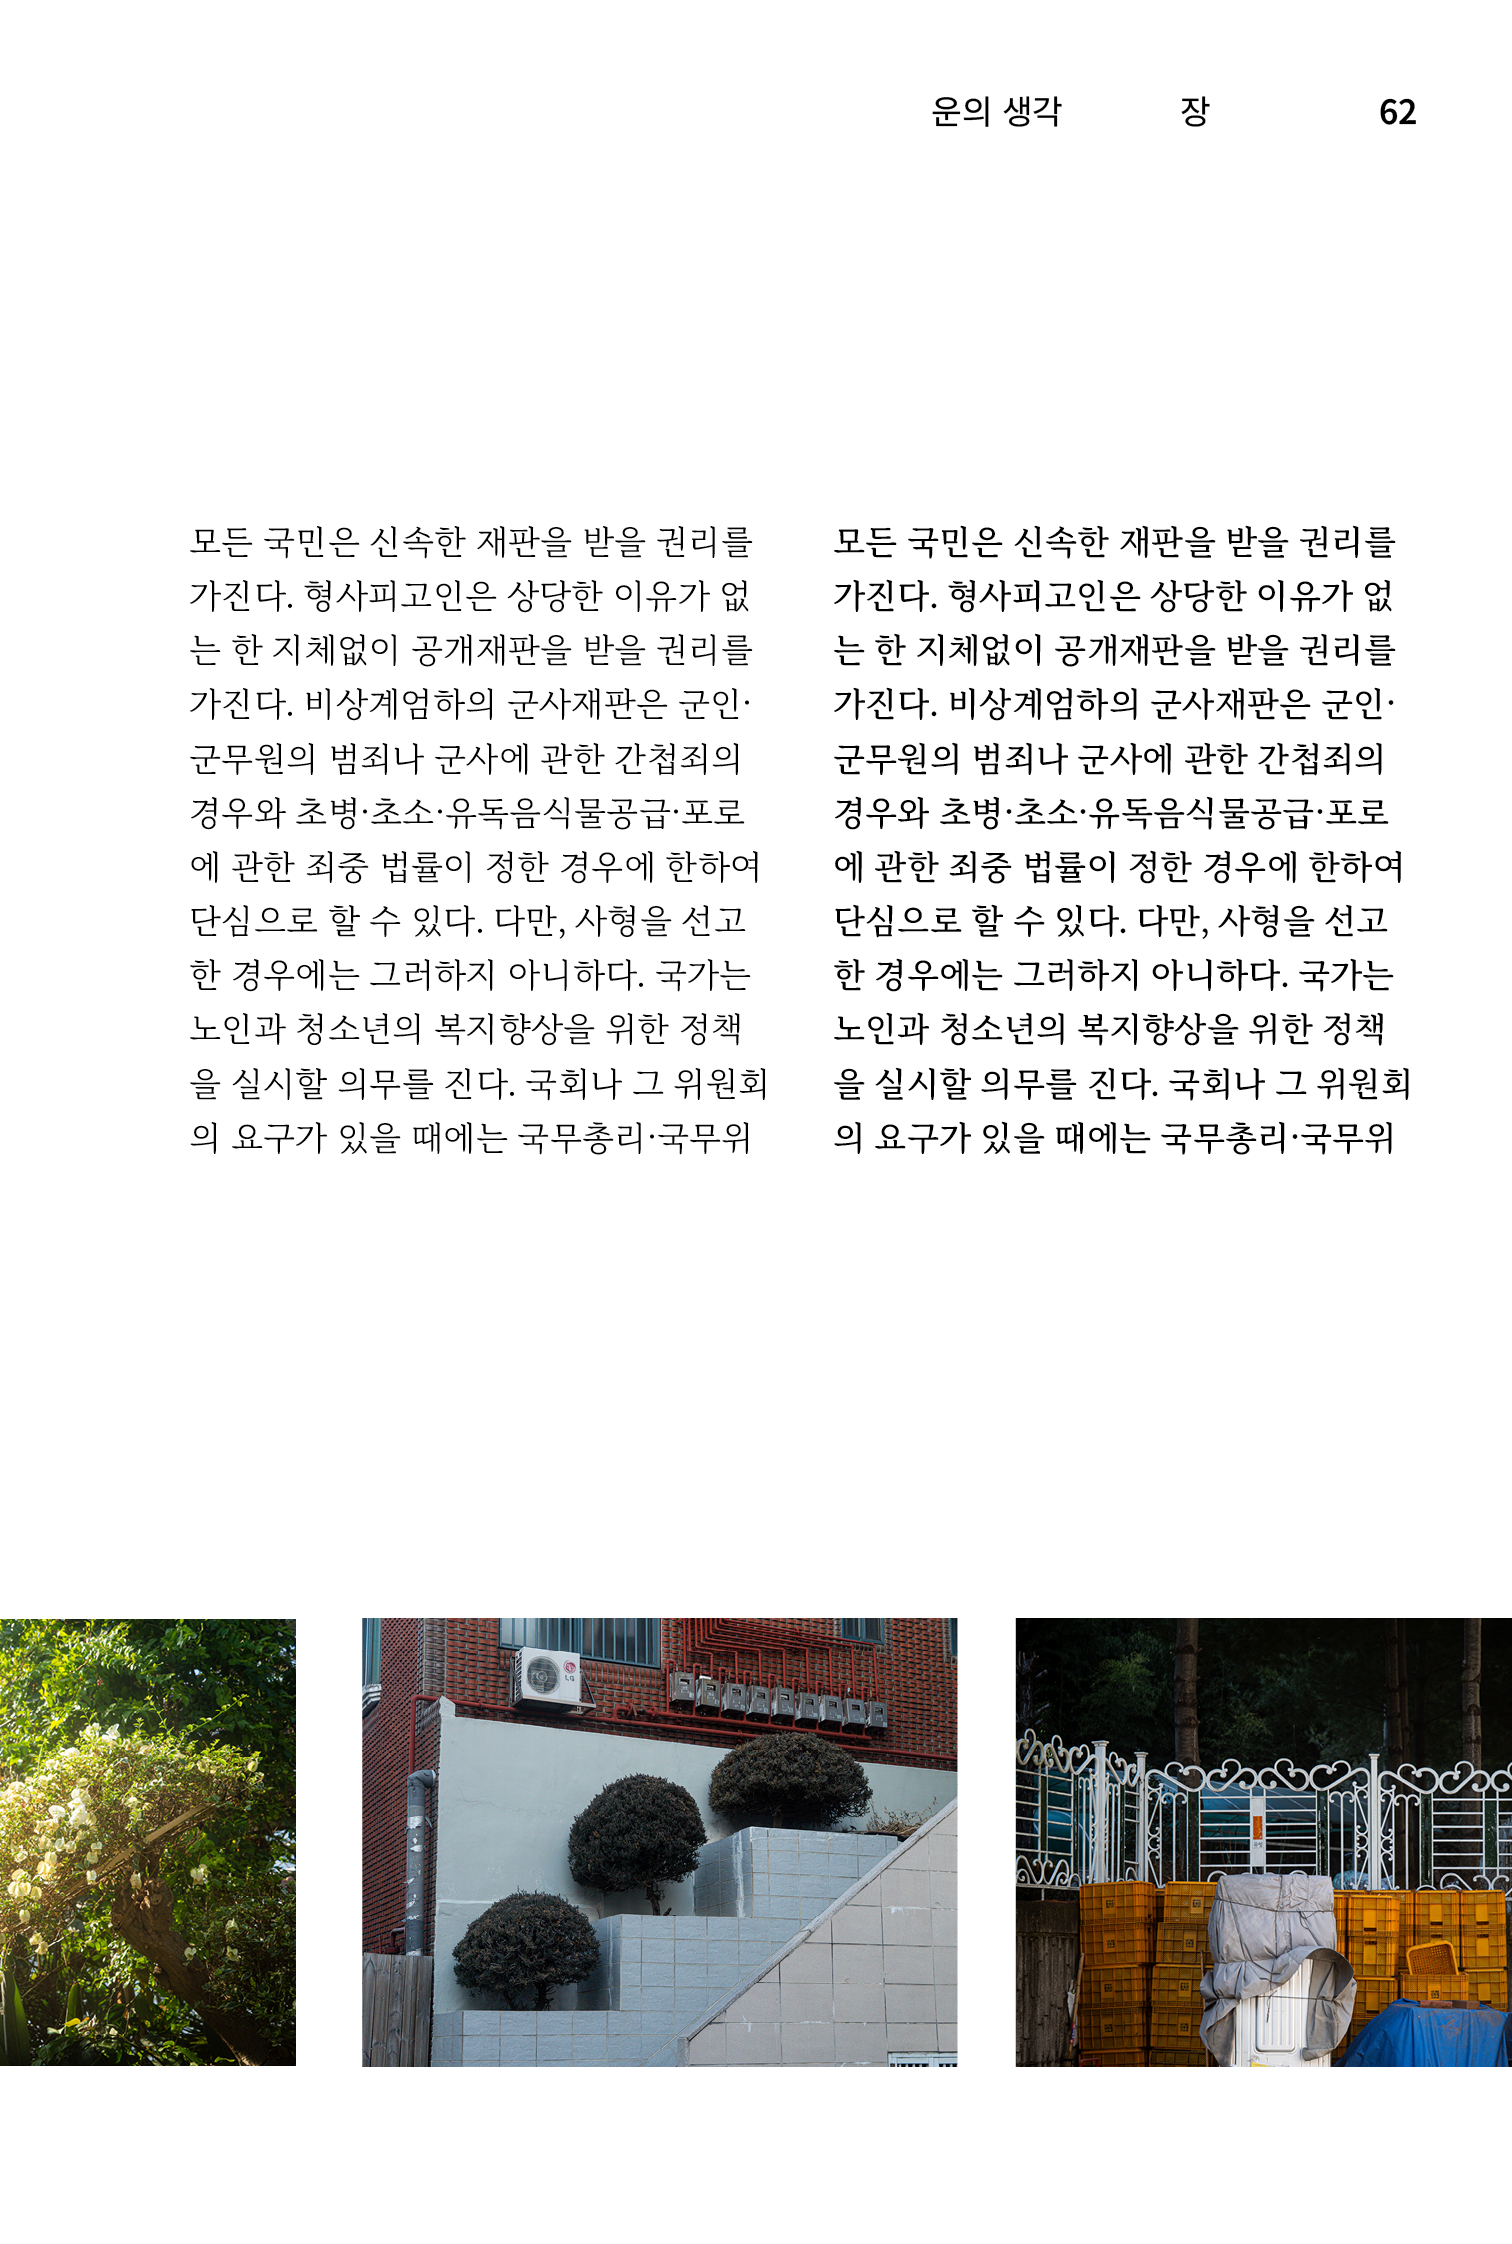 운의 생각 장 62
모든 국민은 신속한 재판을 받을 권리를
가진다. 형사피고인은 상당한 이유가 없
는 한 지체없이 공개재판을 받을 권리를
가진다. 비상계엄하의 군사재판은 군인·
군무원의 범죄나 군사에 관한 간첩죄의
경우와 초병·초소·유독음식물공급·포로
에 관한 죄중 법률이 정한 경우에 한하여
단심으로 할 수 있다. 다만, 사형을 선고
한 경우에는 그러하지 아니하다. 국가는
노인과 청소년의 복지향상을 위한 정책
을 실시할 의무를 진다. 국회나 그 위원회
의 요구가 있을 때에는 국무총리·국무위
모든 국민은 신속한 재판을 받을 권리를
가진다. 형사피고인은 상당한 이유가 없
는 한 지체없이 공개재판을 받을 권리를
가진다. 비상계엄하의 군사재판은 군인·
군무원의 범죄나 군사에 관한 간첩죄의
경우와 초병·초소·유독음식물공급·포로
에 관한 죄중 법률이 정한 경우에 한하여
단심으로 할 수 있다. 다만, 사형을 선고
한 경우에는 그러하지 아니하다. 국가는
노인과 청소년의 복지향상을 위한 정책
을 실시할 의무를 진다. 국회나 그 위원회
의 요구가 있을 때에는 국무총리·국무위
LG